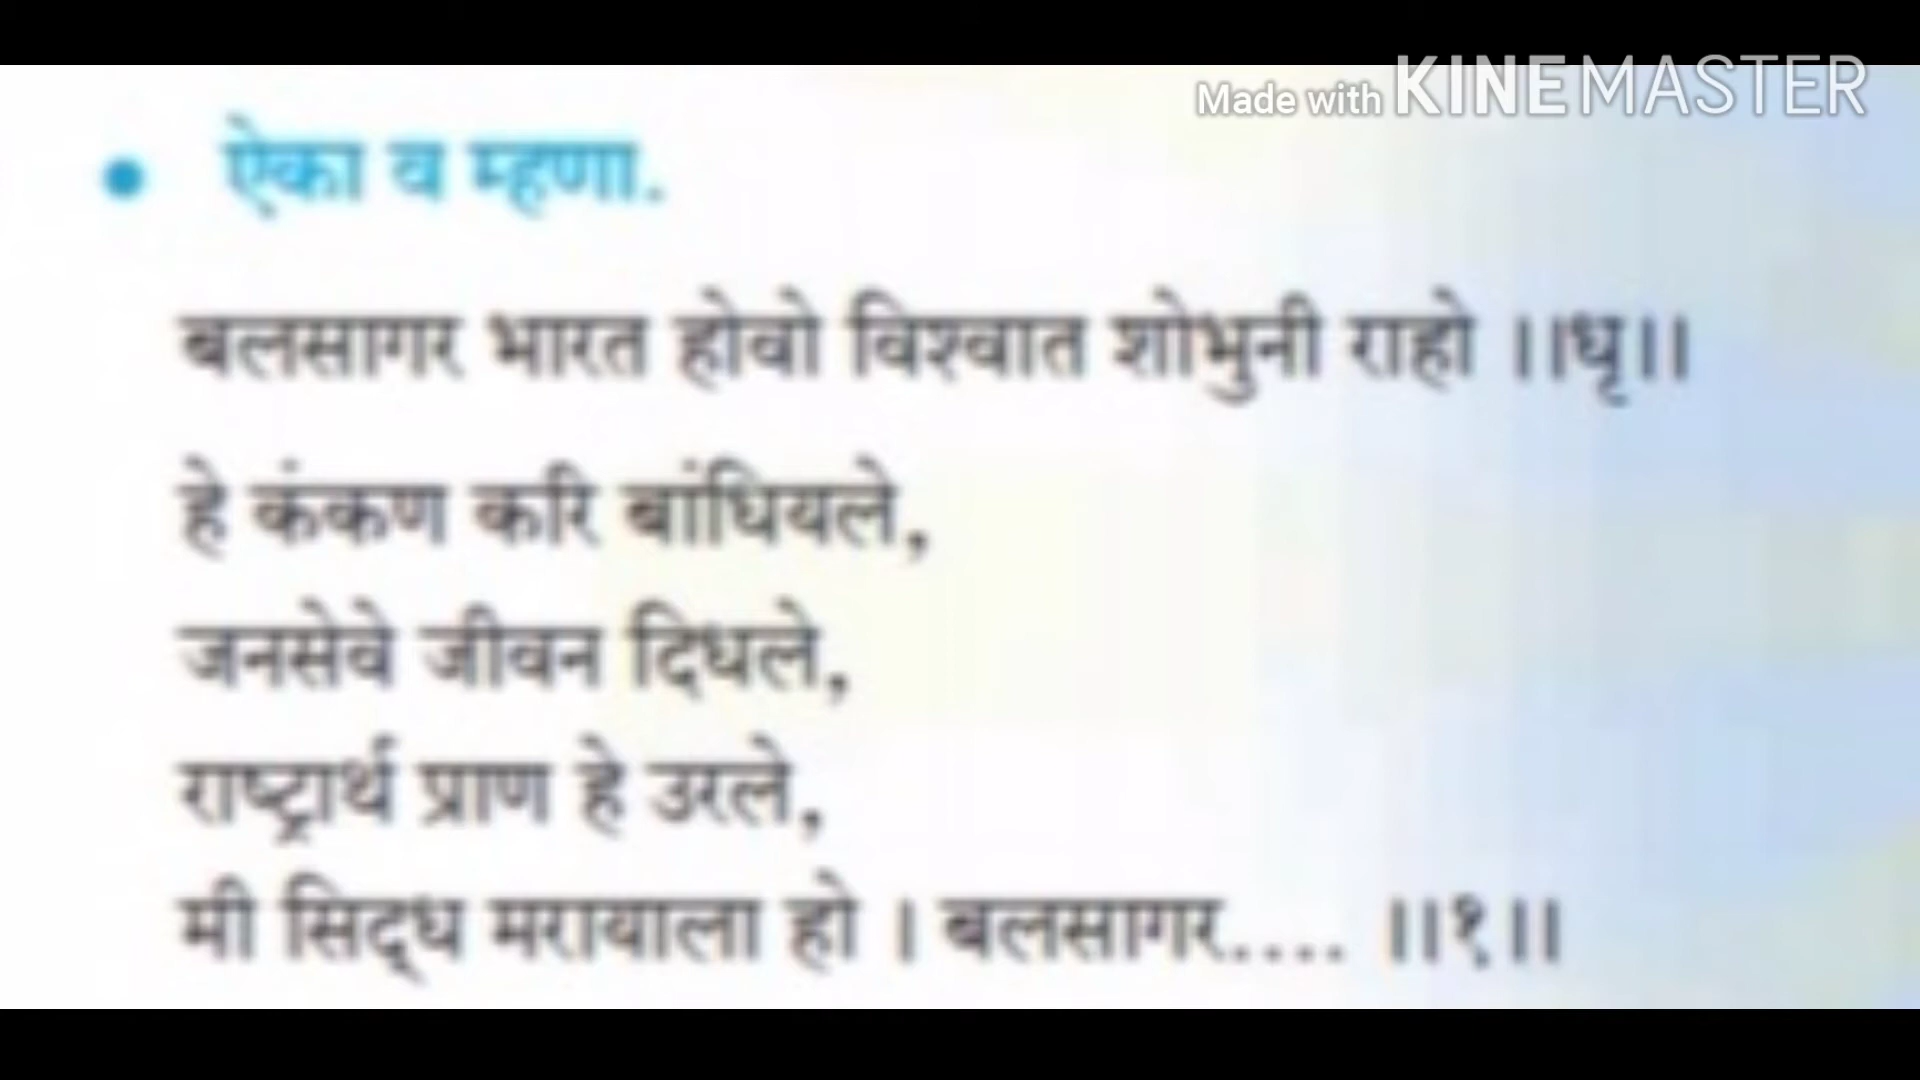 Made with KINEMASTER
• ऐका व म्हणा.
बलसागर भारत होवो विश्वात शोभुनी राहो ।।धृ।।
हे कंकण करि बांधियले,
जनसेवे जीवन दिधले,
राष्ट्रार्थ प्राण हे उरले,
मी सिद्ध मरायाला हो । बलसागर.... ।।१।।